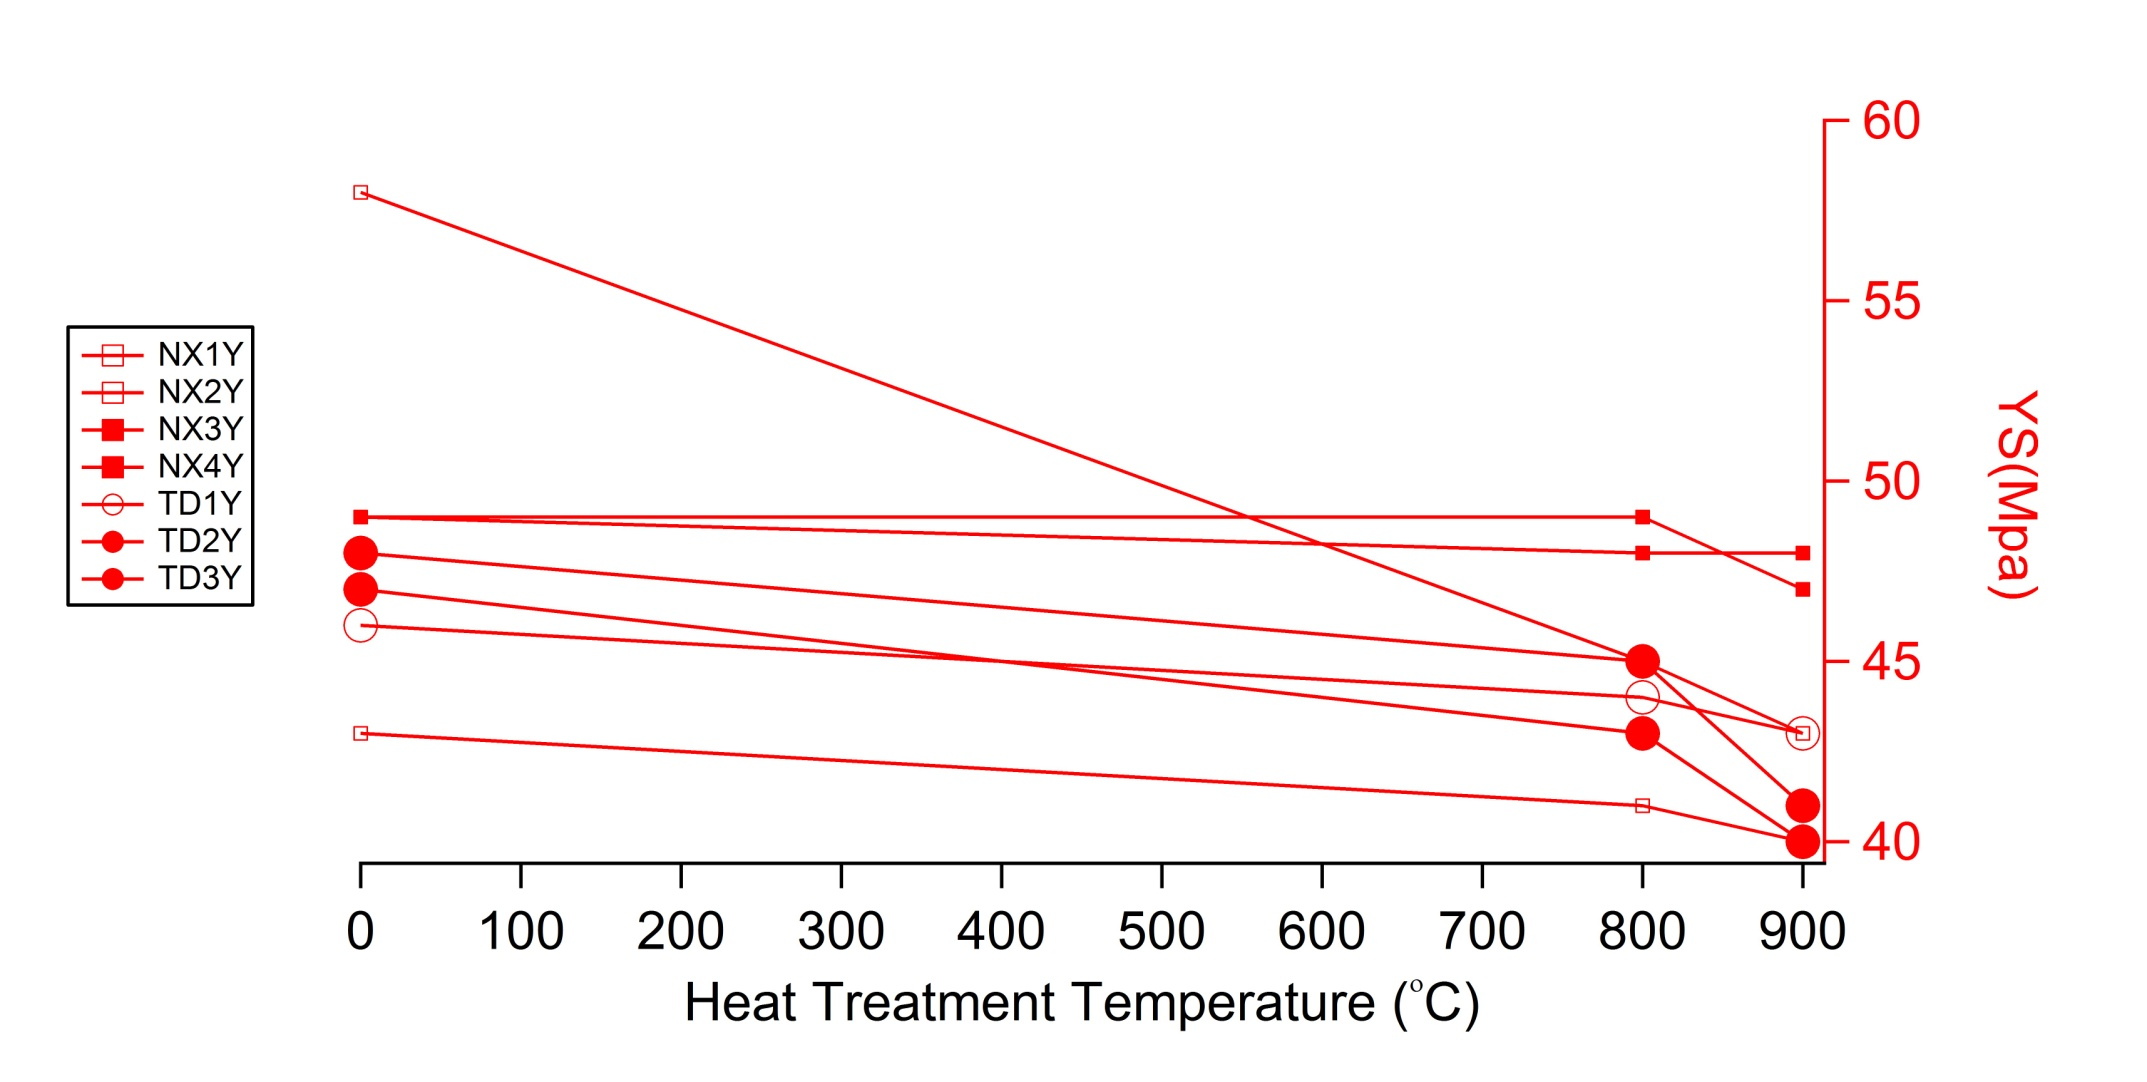 NX1Y
NX2Y
NX3Y
NX4Y
TD1Y
TD2Y
TD3Y
60
55
50
45
40
YS(Mpa)
0 100 200 300 400 500 600 700 800 900
Heat Treatment Temperature (°C)